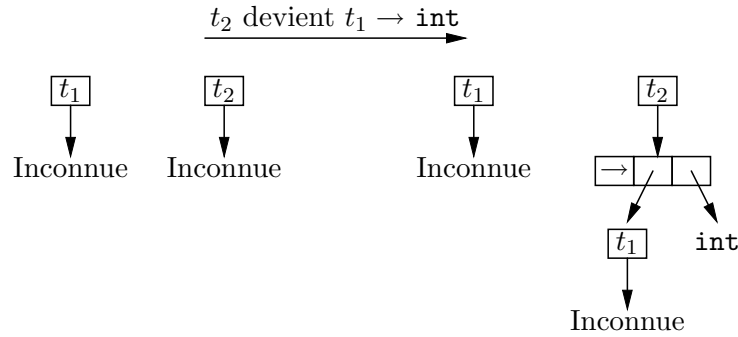 t₂ devient t₁ → int
t₁ t₂ t₁ t₂
Inconnue Inconnue Inconnue →
t₁ int
Inconnue